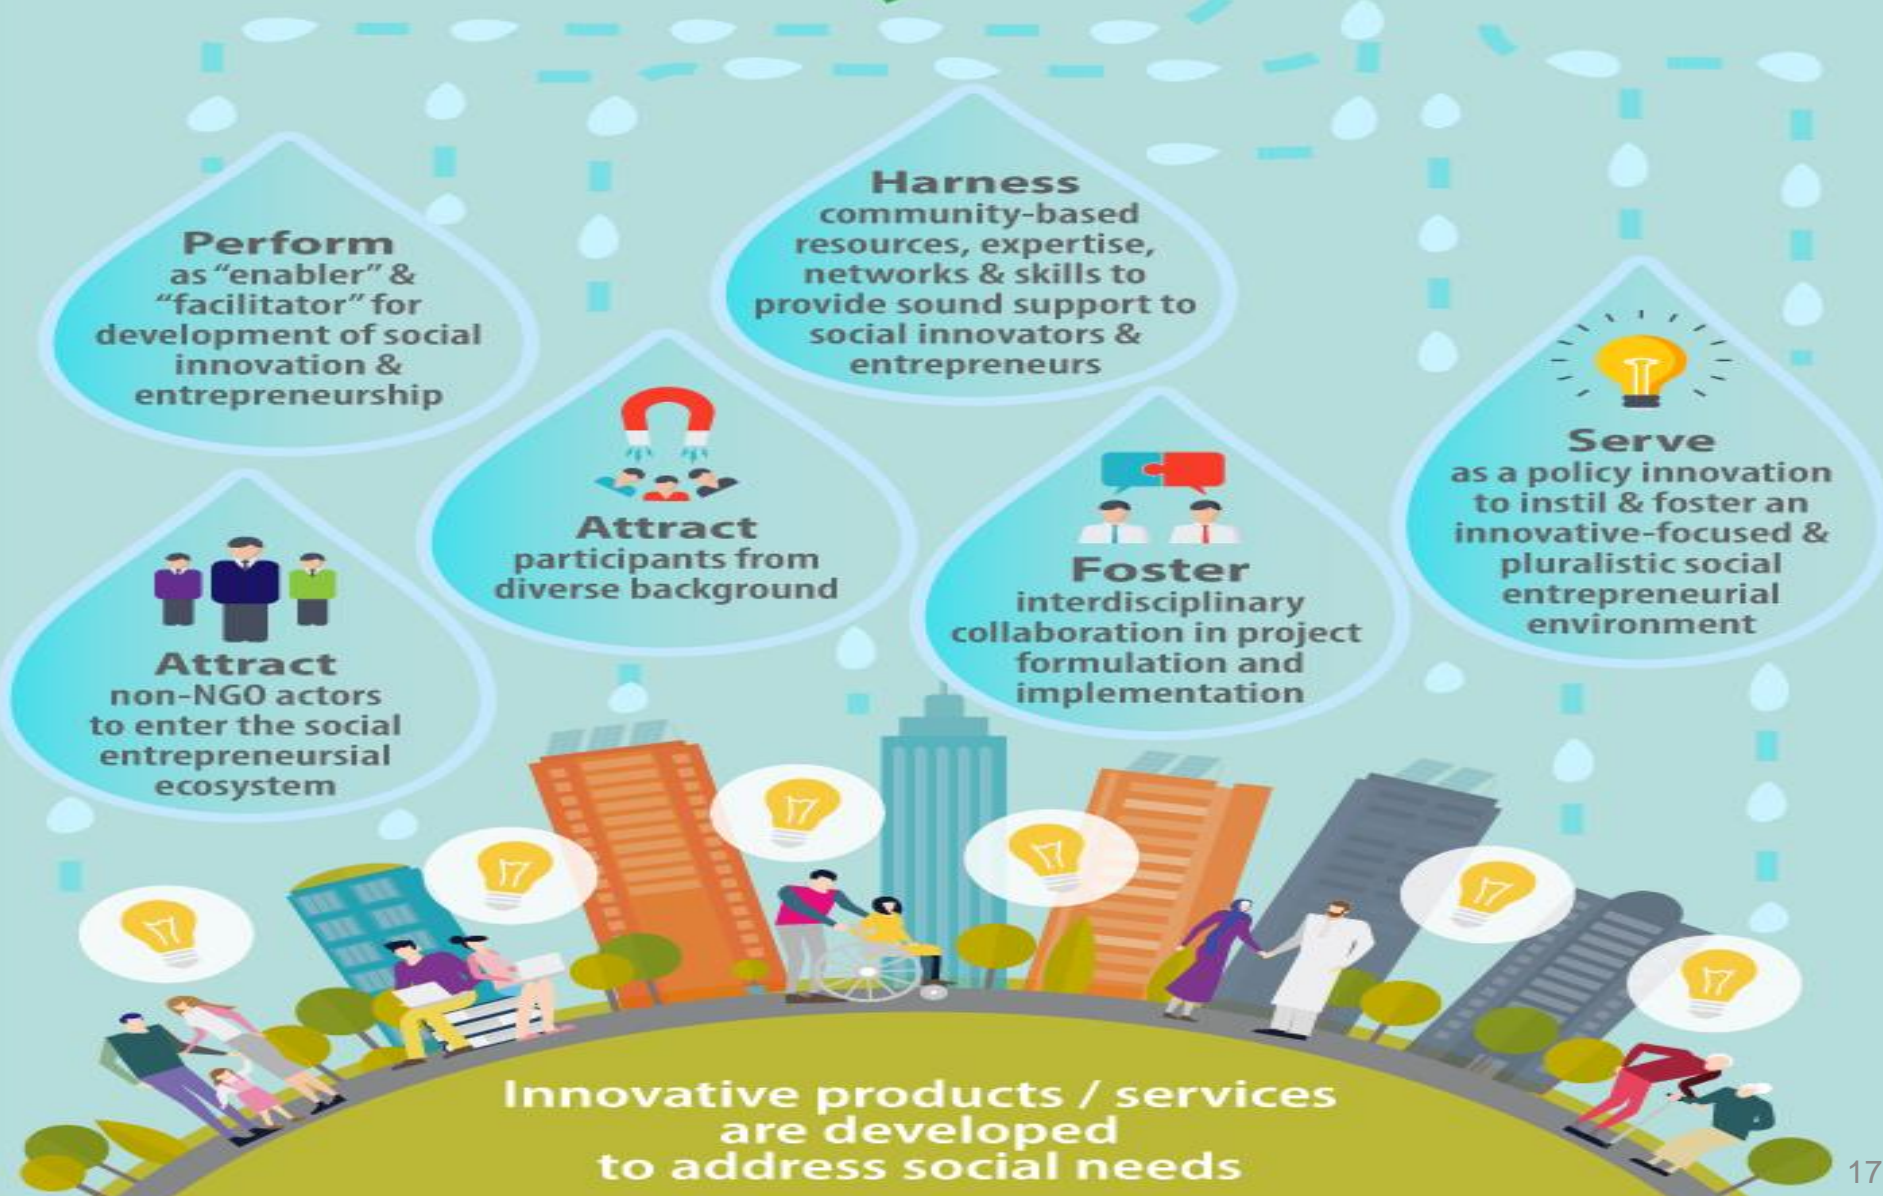 Perform
as “enabler” &
“facilitator” for
development of social
innovation &
entrepreneurship
Harness
community-based
resources, expertise,
networks & skills to
provide sound support to
social innovators &
entrepreneurs
Attract
non-NGO actors
to enter the social
entrepreneursial
ecosystem
Attract
participants from
diverse background
Foster
interdisciplinary
collaboration in project
formulation and
implementation
Serve
as a policy innovation
to instil & foster an
innovative-focused &
pluralistic social
entrepreneurial
environment
Innovative products / services
are developed
to address social needs
17